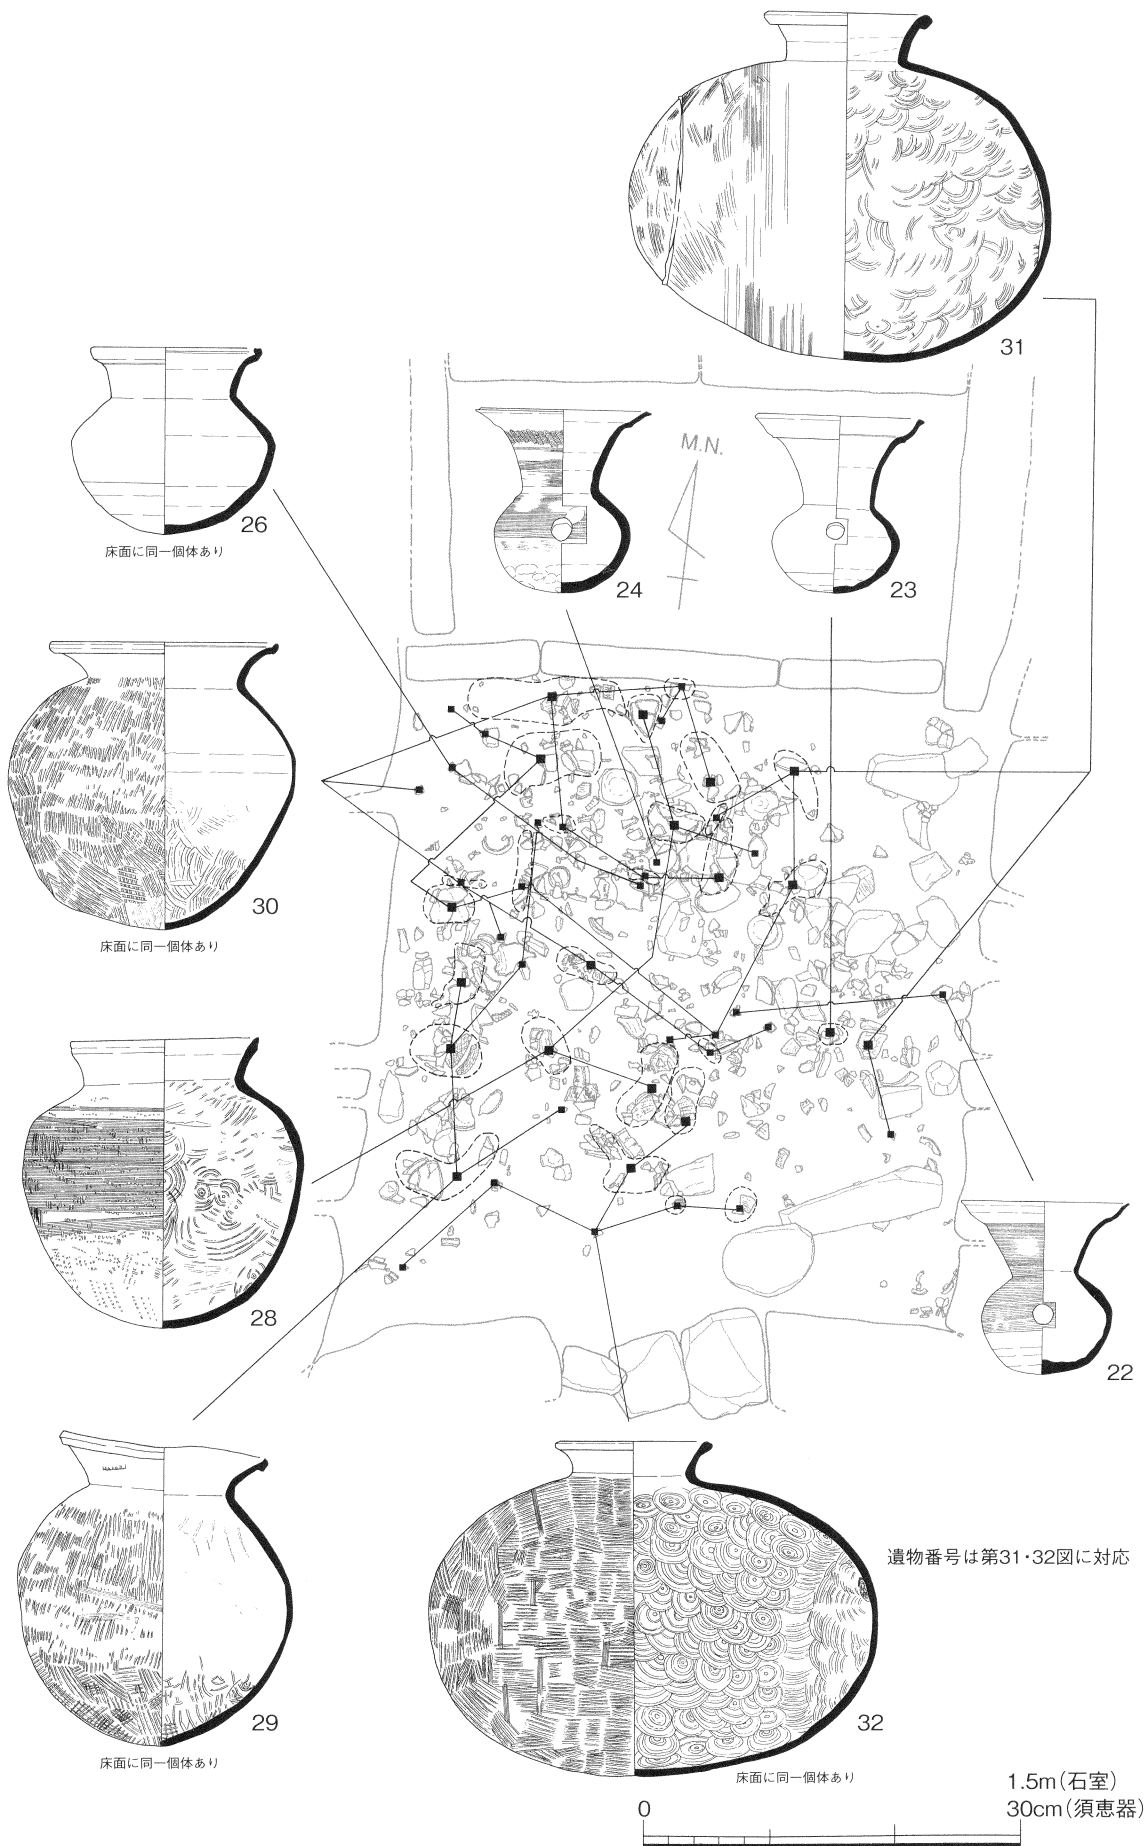 31
26
床面に同一個体あり
M.N.
24
23
30
床面に同一個体あり
28
22
29
床面に同一個体あり
32
床面に同一個体あり
遺物番号は第31・32図に対応
1.5m(石室)
0
30cm(須恵器)